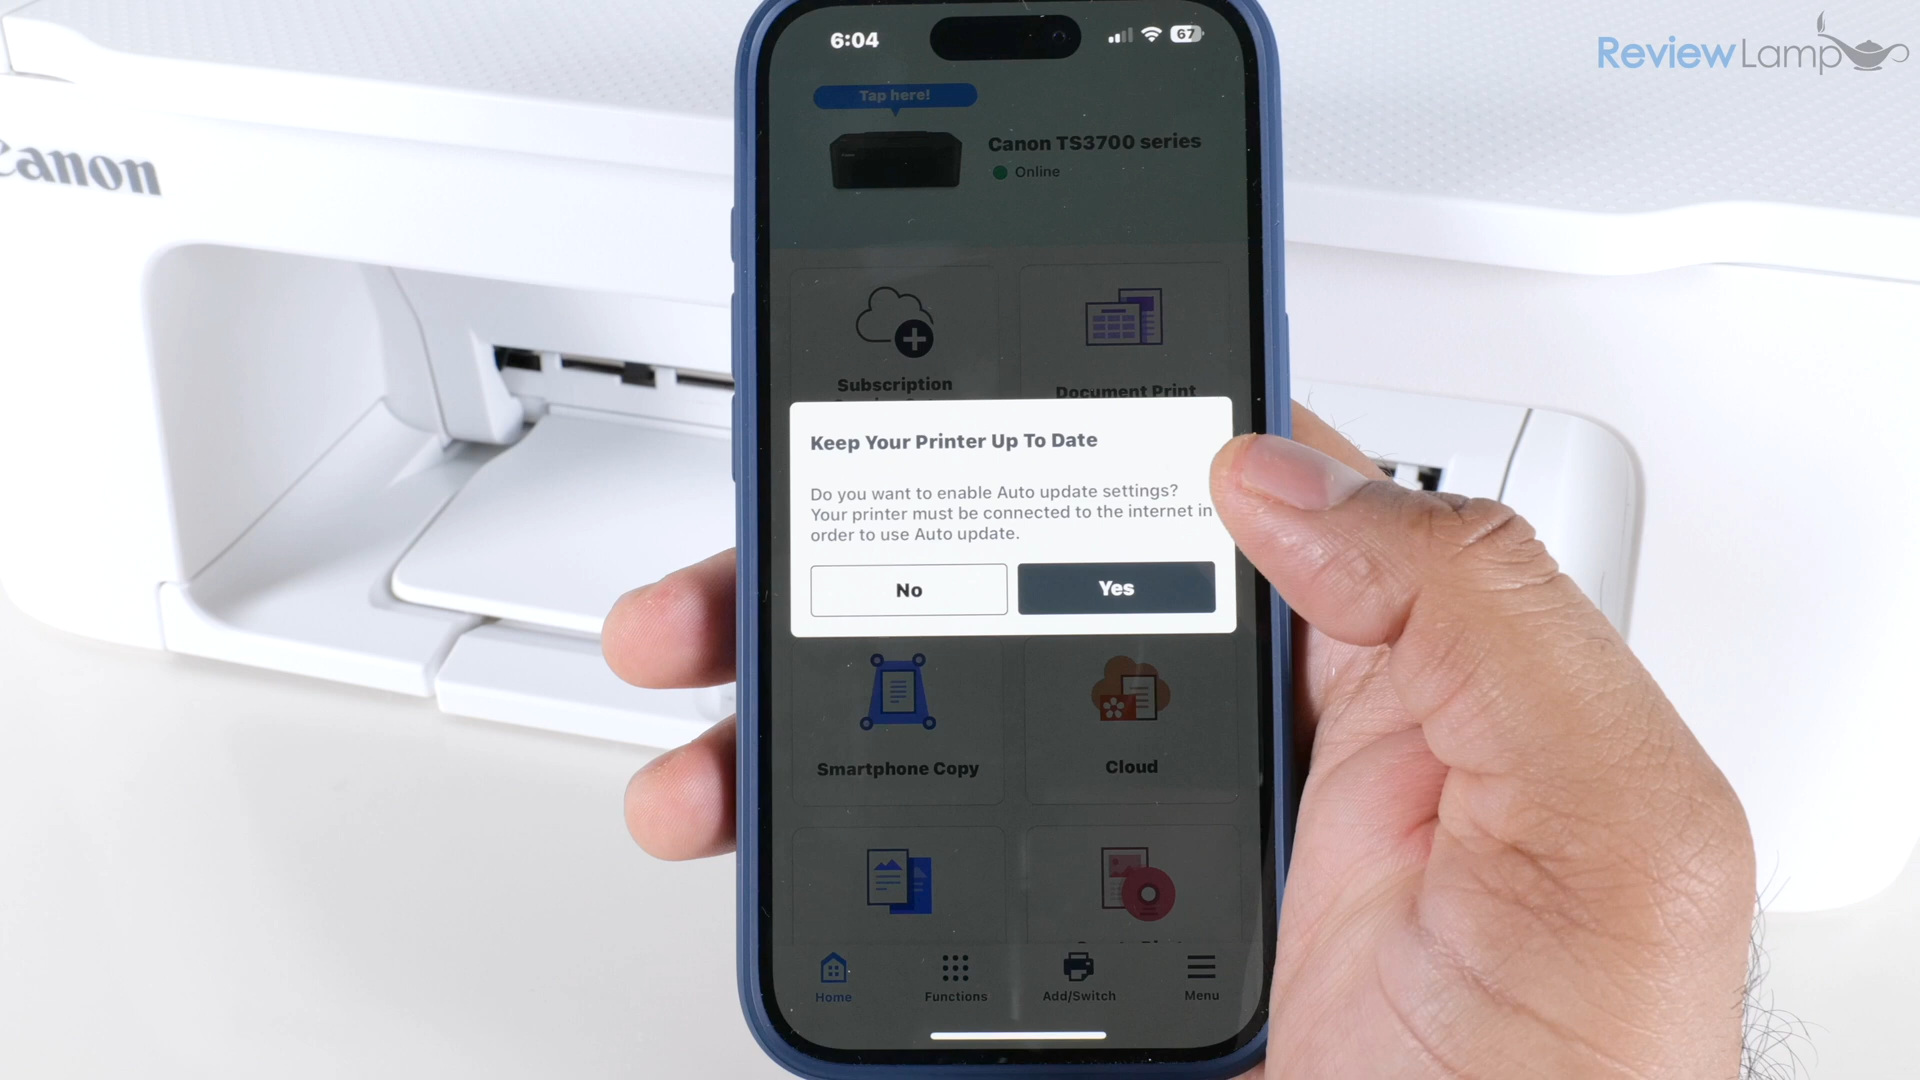 ReviewLamp
Canon
6:04
67
Tap here!
Canon TS3700 series
Online
Subscription
Document Print
Keep Your Printer Up To Date
Do you want to enable Auto update settings?
Your printer must be connected to the internet in
order to use Auto update.
No
Yes
Smartphone Copy
Cloud
Home
Functions
Add/Switch
Menu